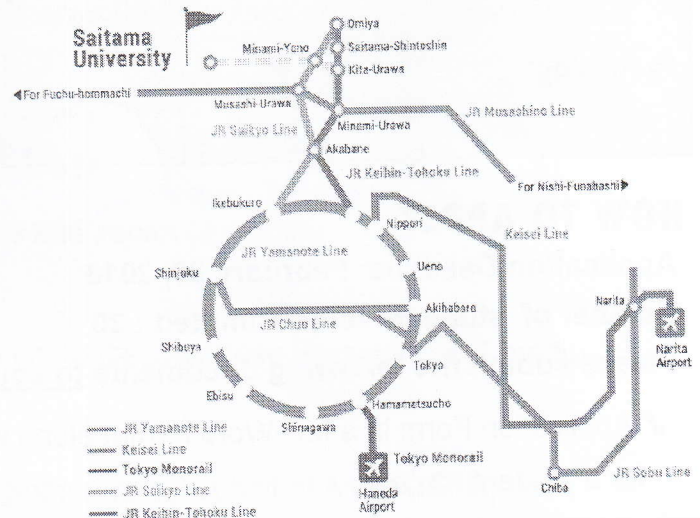 Omiya
Saitama
University
Minami-Yono
Saitama-Shintoshin
Kita-Urawa
For Fuchu-hommachi
Musashi-Urawa
JR Musashino Line
JR Saikyo Line
Minami-Urawa
Akabane
JR Keihin-Tohoku Line
For Nishi-Funabashi
Ikebukuro
Nippori
Keisei Line
JR Yamanote Line
Ueno
Shinjuku
Akihabara
Narita
JR Chuo Line
Narita
Airport
Shibuya
Tokyo
Ebisu
Hamamatsucho
Shinagawa
JR Yamanote Line
Keisei Line
Tokyo Monorail
Tokyo Monorail
Haneda
Airport
Chiba
JR Sobu Line
JR Saikyo Line
JR Keihin-Tohoku Line